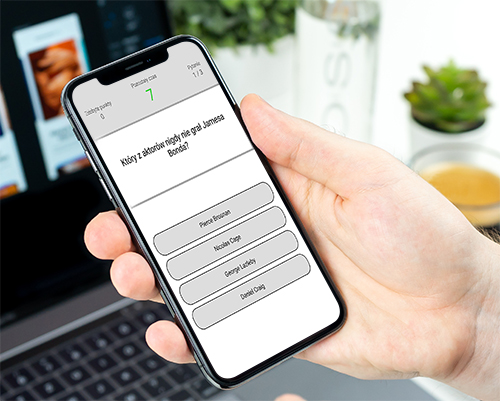 Zdobyte punkty
0
Pozostały czas
7
Pytanie
1 / 3
Który z aktorów nigdy nie grał Jamesa
Bonda?
Pierce Brosnan
Nicolas Cage
George Lazleby
Daniel Craig